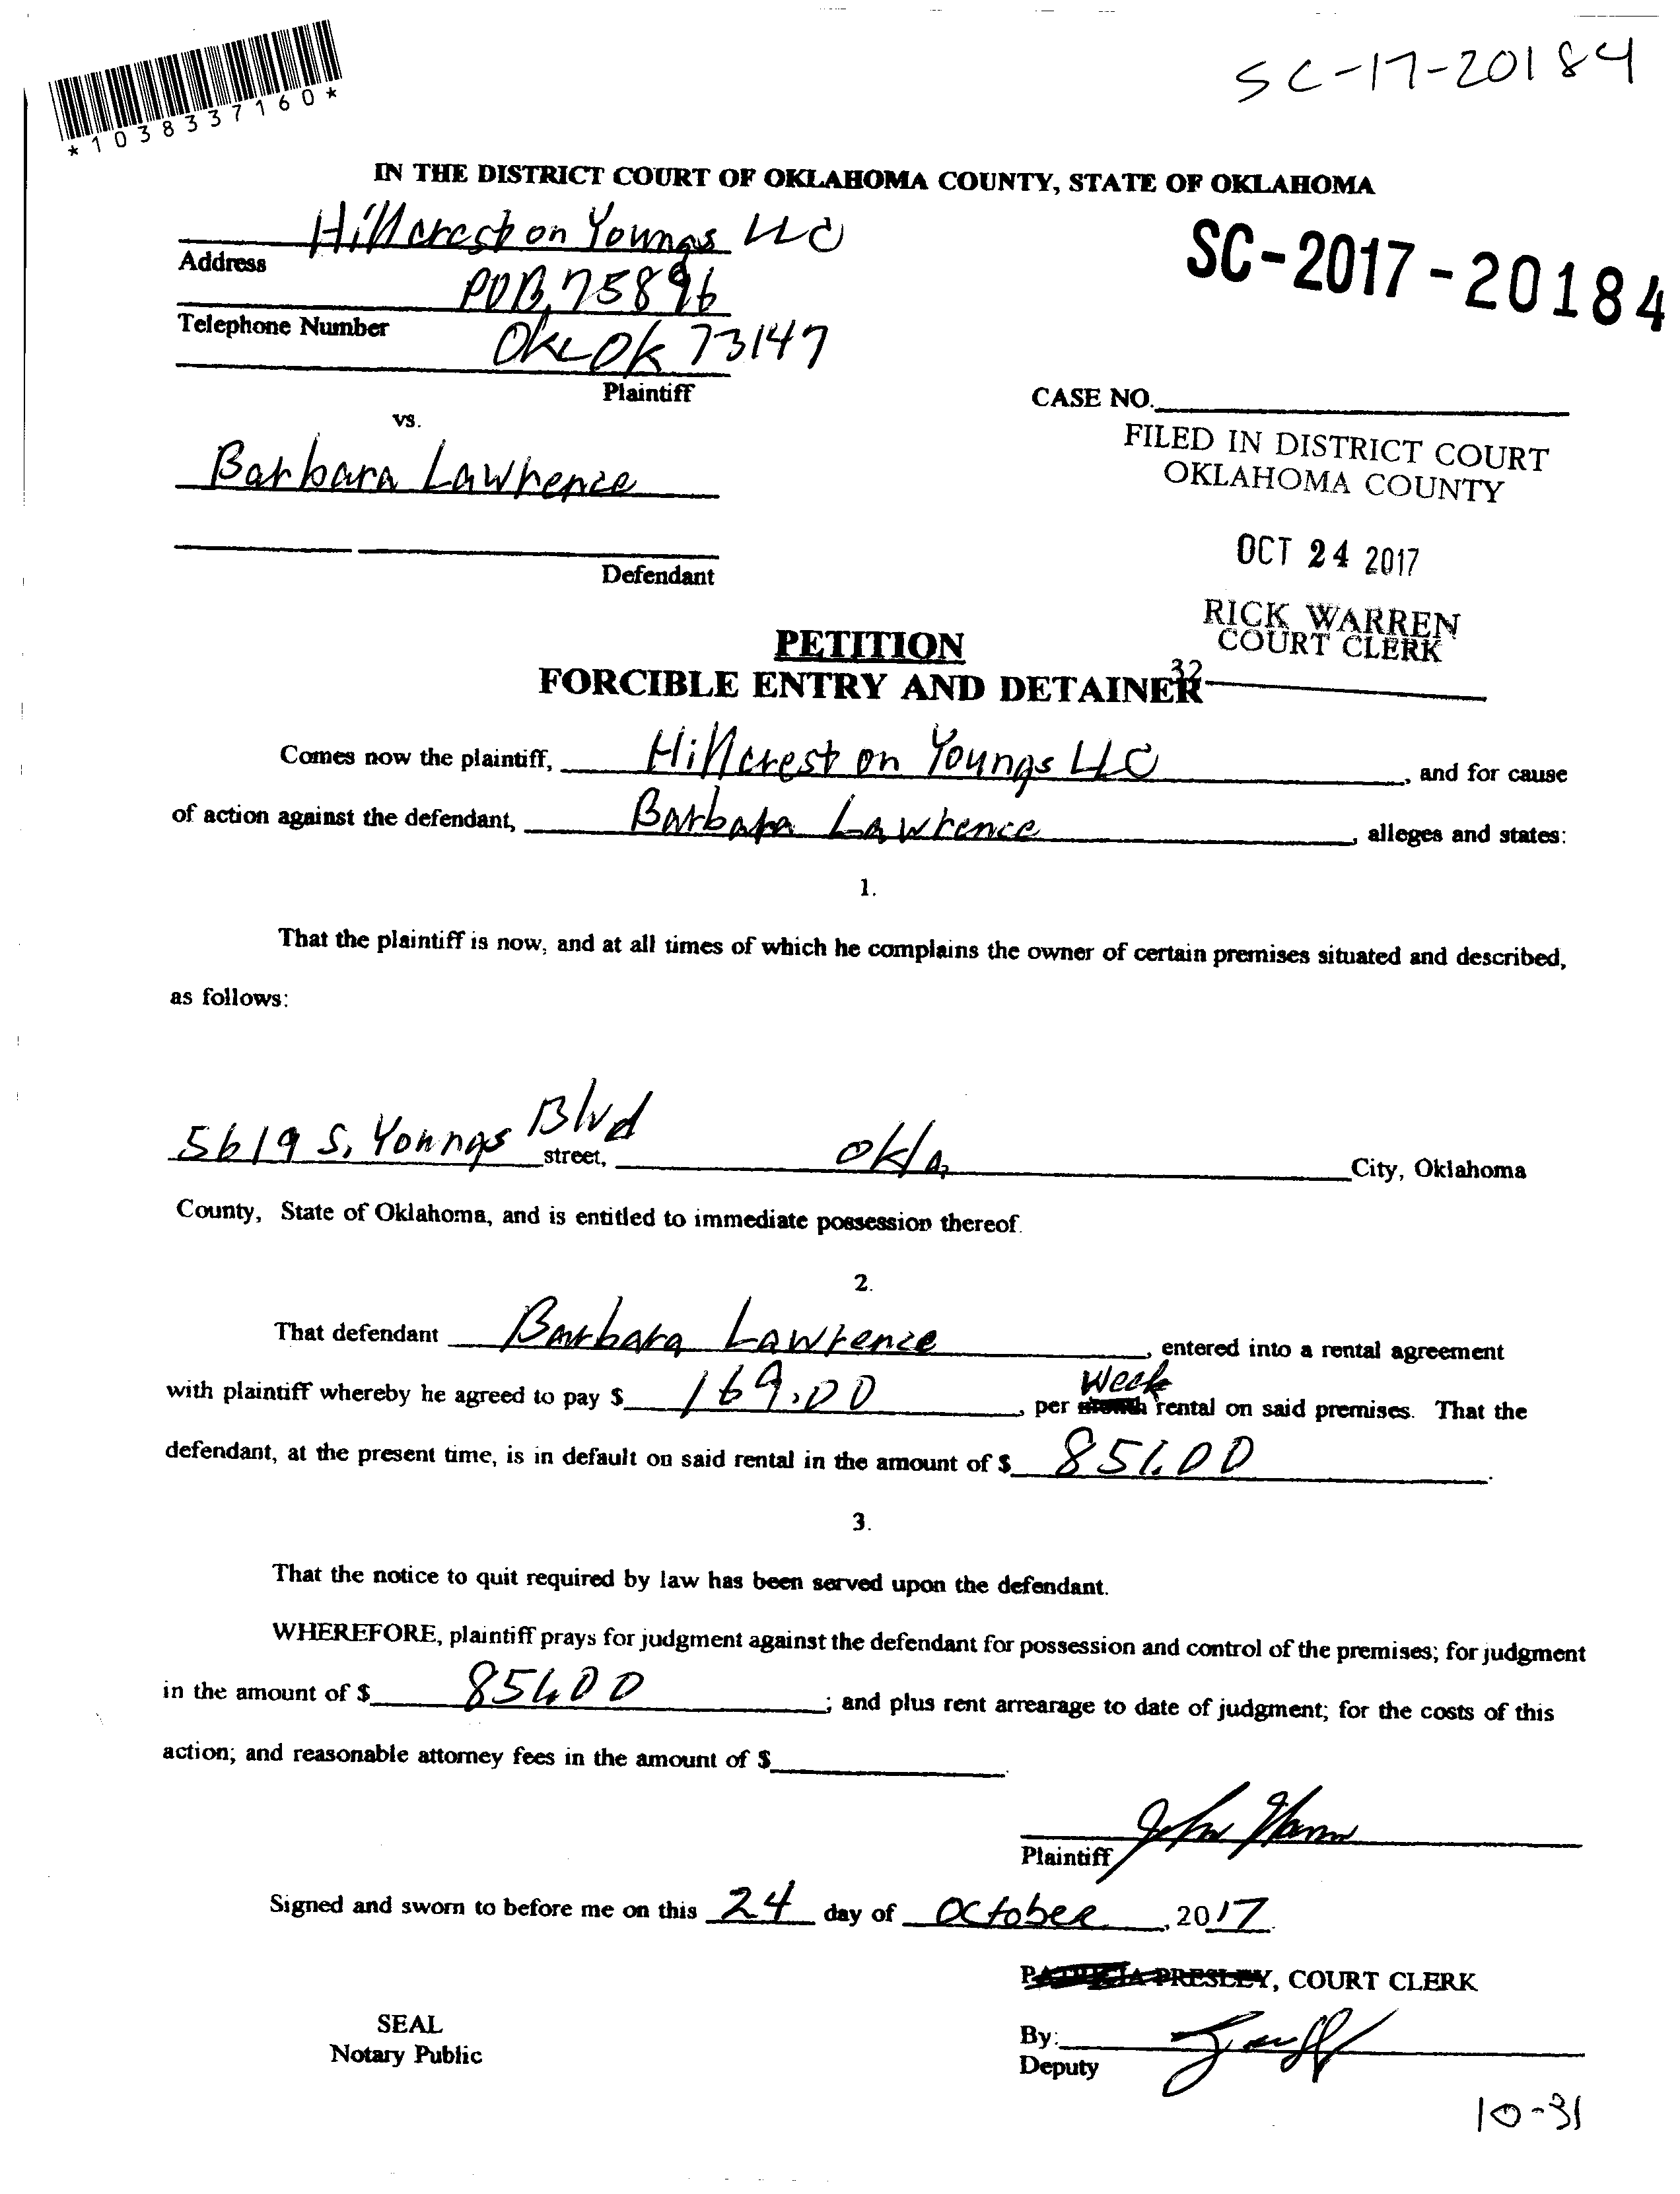 *1038337160*
SC-17-20184
IN THE DISTRICT COURT OF OKLAHOMA COUNTY, STATE OF OKLAHOMA
Hillcrest on Youngs LLC
SC-2017-20184
Address
POB 75896
Telephone Number
OKC OK 73147
Plaintiff
CASE NO.
vs.
FILED IN DISTRICT COURT
OKLAHOMA COUNTY
Barbara Lawrence
OCT 24 2017
Defendant
RICK WARREN
COURT CLERK
32
PETITION
FORCIBLE ENTRY AND DETAINER
Comes now the plaintiff, Hillcrest on Youngs LLC, and for cause
of action against the defendant, Barbara Lawrence, alleges and states:
1.
That the plaintiff is now, and at all times of which he complains the owner of certain premises situated and described,
as follows:
5619 S. Youngs Blvd street, Okla City, Oklahoma
County, State of Oklahoma, and is entitled to immediate possession thereof.
2.
That defendant Barbara Lawrence, entered into a rental agreement
with plaintiff whereby he agreed to pay $ 169.00, per month week rental on said premises. That the
defendant, at the present time, is in default on said rental in the amount of $ 851.00.
3.
That the notice to quit required by law has been served upon the defendant.
WHEREFORE, plaintiff prays for judgment against the defendant for possession and control of the premises; for judgment
in the amount of $ 851.00; and plus rent arrearage to date of judgment; for the costs of this
action; and reasonable attorney fees in the amount of $
Plaintiff
Signed and sworn to before me on this 24 day of October, 2017.
PATRICIA PRESLEY, COURT CLERK
SEAL
Notary Public
By:
Deputy
10-31